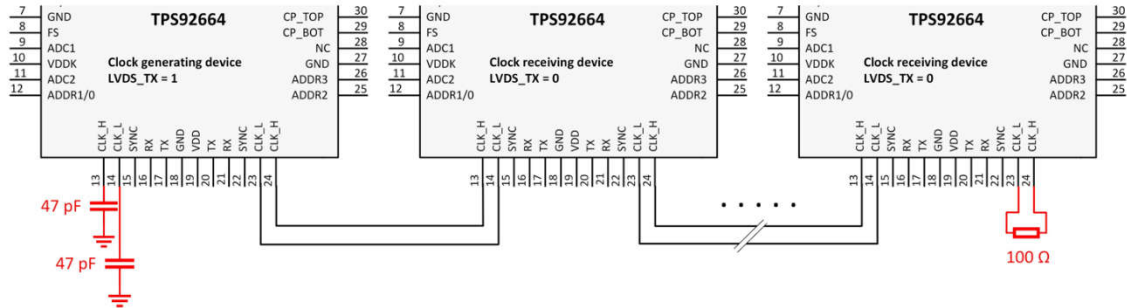 7 GND TPS92664 CP_TOP 30
8 FS CP_BOT 29
9 ADC1 NC 28
10 VDDK Clock generating device GND 27
11 ADC2 LVDS_TX = 1 ADDR3 26
12 ADDR1/0 ADDR2 25
CLK_H CLK_L SYNC RX TX GND VDD TX RX SYNC CLK_L CLK_H
13 14 15 16 17 18 19 20 21 22 23 24
47 pF
47 pF
7 GND TPS92664 CP_TOP 30
8 FS CP_BOT 29
9 ADC1 NC 28
10 VDDK Clock receiving device GND 27
11 ADC2 LVDS_TX = 0 ADDR3 26
12 ADDR1/0 ADDR2 25
CLK_H CLK_L SYNC RX TX GND VDD TX RX SYNC CLK_L CLK_H
13 14 15 16 17 18 19 20 21 22 23 24
7 GND TPS92664 CP_TOP 30
8 FS CP_BOT 29
9 ADC1 NC 28
10 VDDK Clock receiving device GND 27
11 ADC2 LVDS_TX = 0 ADDR3 26
12 ADDR1/0 ADDR2 25
CLK_H CLK_L SYNC RX TX GND VDD TX RX SYNC CLK_L CLK_H
13 14 15 16 17 18 19 20 21 22 23 24
100 Ω